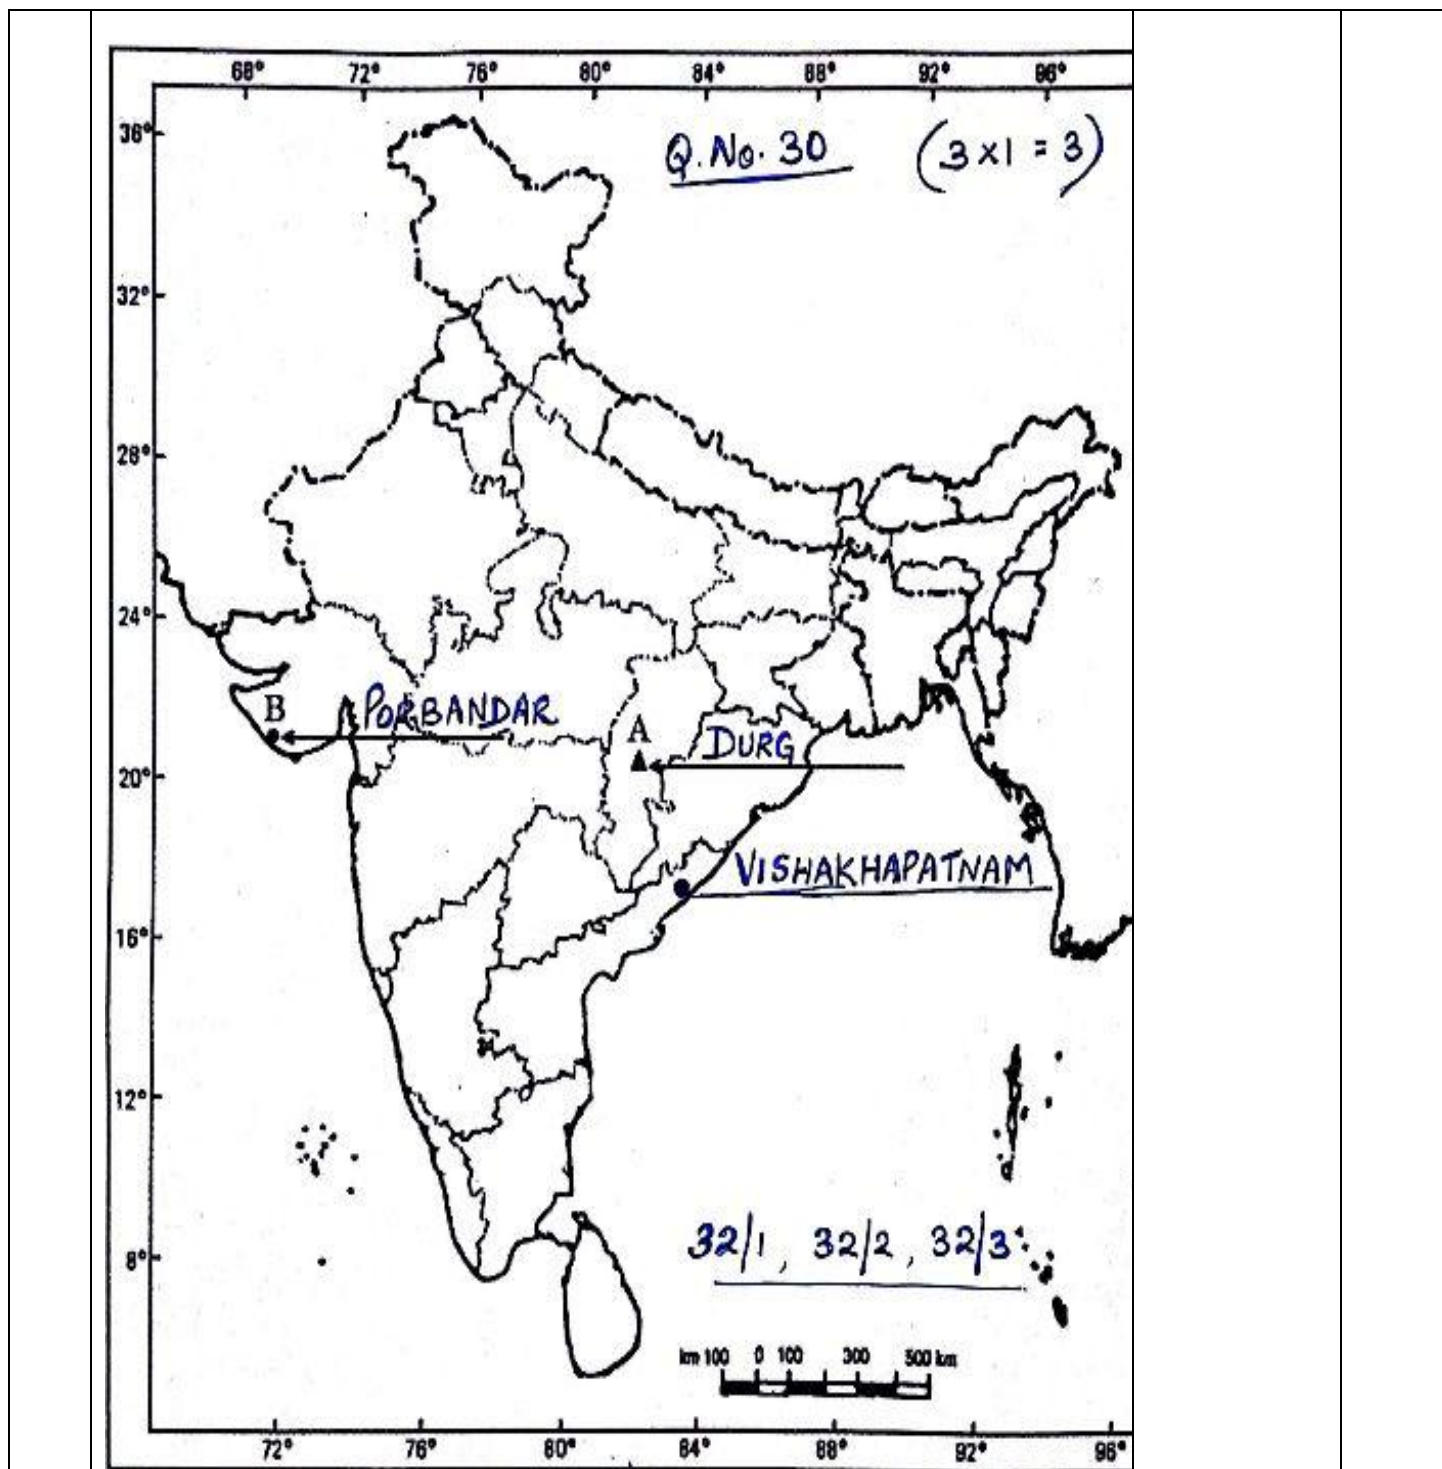 68° 72° 76° 80° 84° 88° 92° 96°
36°
Q.No. 30 (3×1=3)
32°
28°
24°
B PORBANDAR
A DURG
20°
VISHAKHAPATNAM
16°
12°
32/1, 32/2, 32/3
8°
km 100 0 100 300 500 km
72° 76° 80° 84° 88° 92° 96°